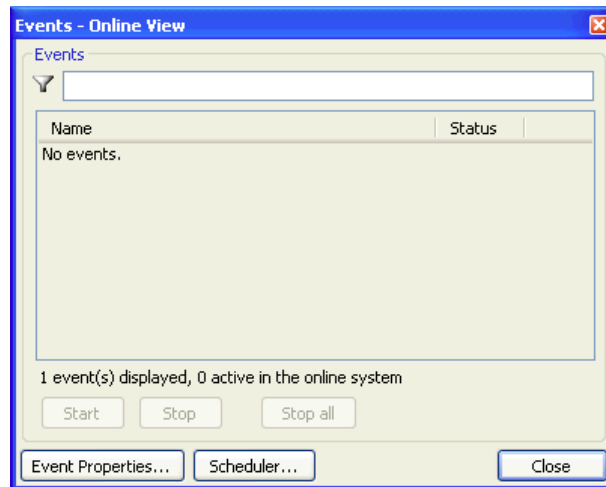 Events - Online View
Events
Name Status
No events.
1 event(s) displayed, 0 active in the online system
Start Stop Stop all
Event Properties... Scheduler... Close